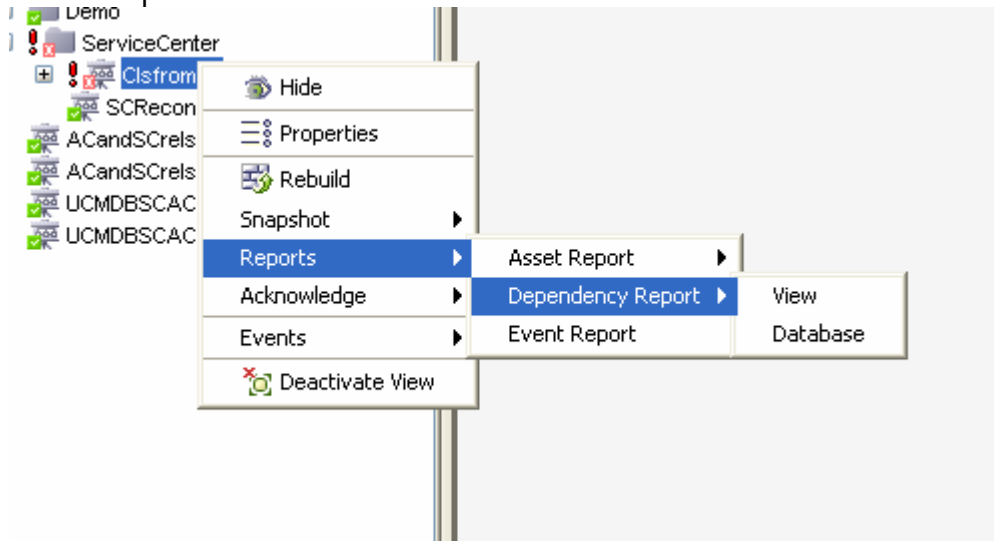 Demo
ServiceCenter
CIsfrom
SCRecon
ACandSCrels
ACandSCrels
UCMDBSCAC
UCMDBSCAC
Hide
Properties
Rebuild
Snapshot
Reports
Acknowledge
Events
Deactivate View
Asset Report
Dependency Report
Event Report
View
Database